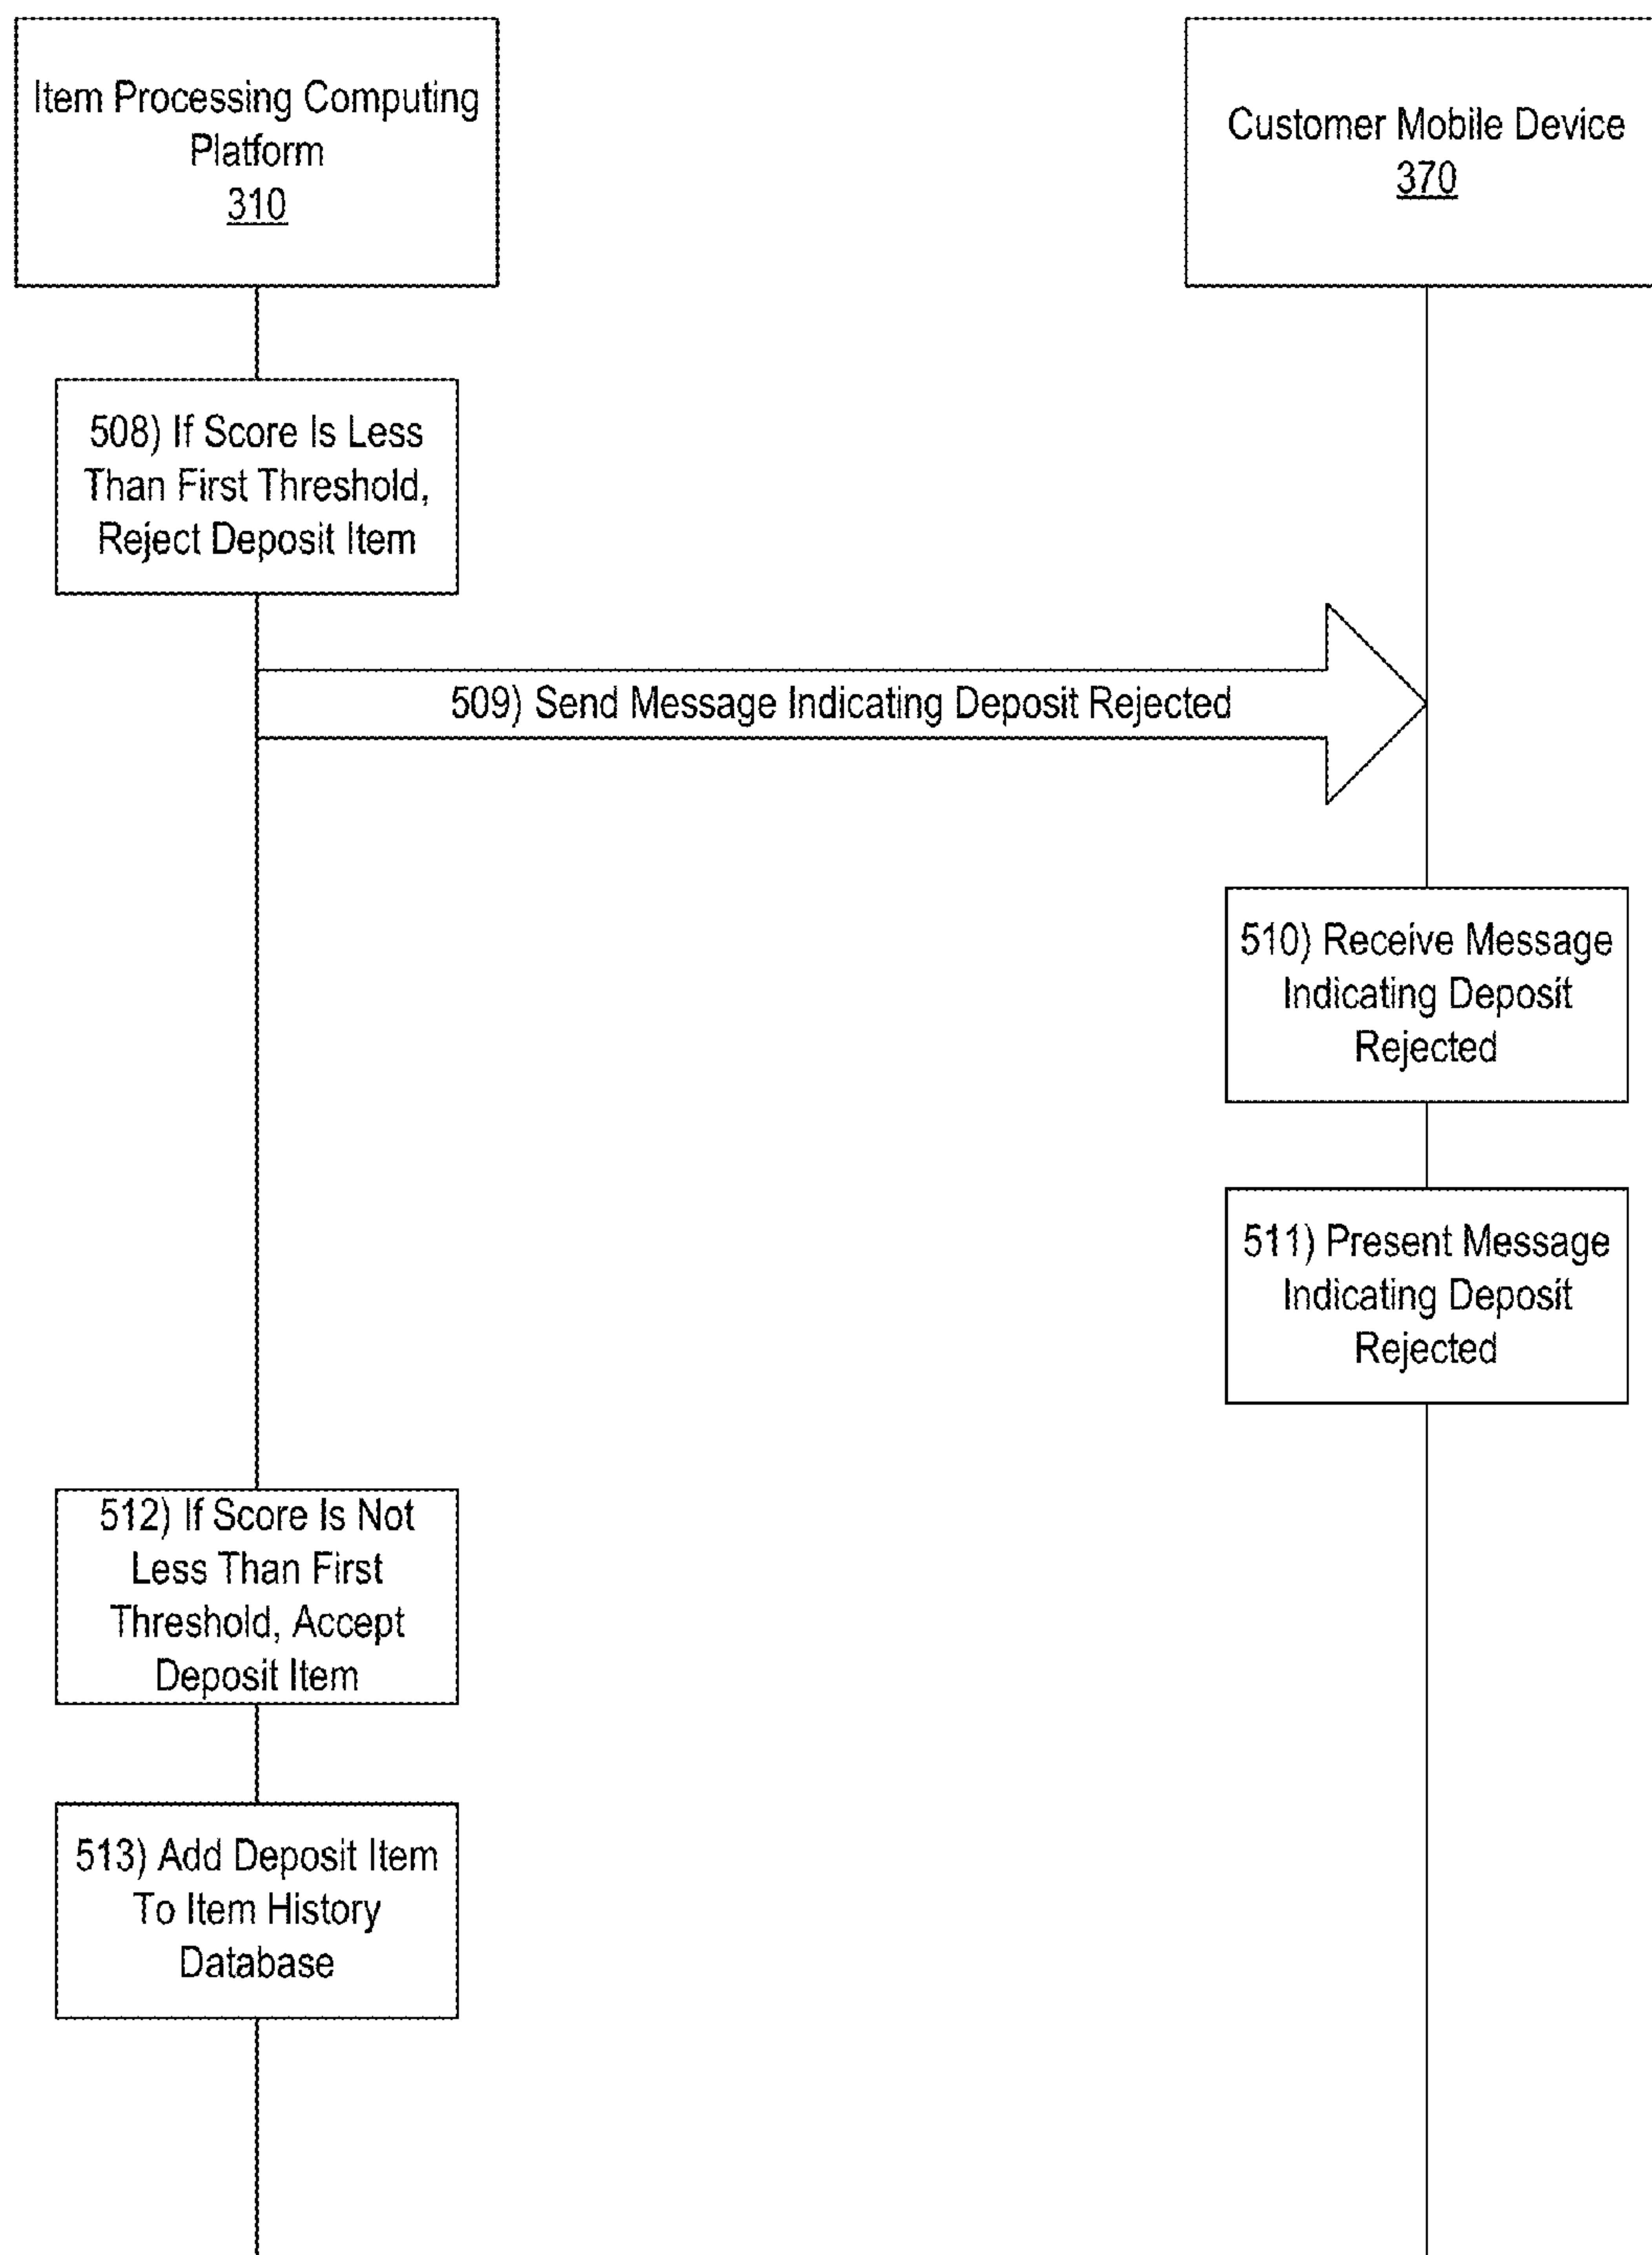 Item Processing Computing
Platform
310
Customer Mobile Device
370
508) If Score Is Less
Than First Threshold,
Reject Deposit Item
509) Send Message Indicating Deposit Rejected
510) Receive Message
Indicating Deposit
Rejected
511) Present Message
Indicating Deposit
Rejected
512) If Score Is Not
Less Than First
Threshold, Accept
Deposit Item
513) Add Deposit Item
To Item History
Database